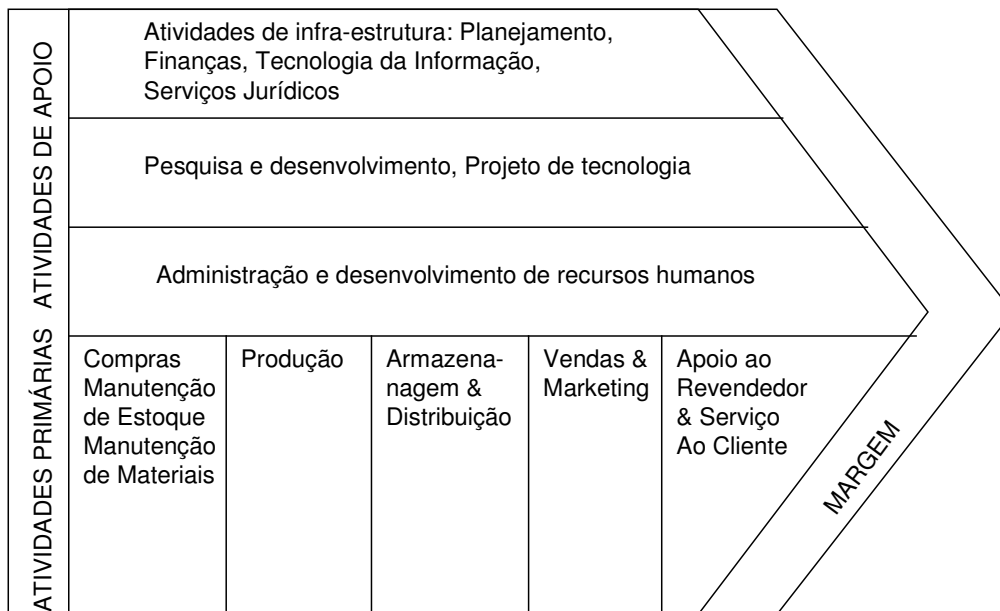 ATIVIDADES DE APOIO
Atividades de infra-estrutura: Planejamento,
Finanças, Tecnologia da Informação,
Serviços Jurídicos
Pesquisa e desenvolvimento, Projeto de tecnologia
Administração e desenvolvimento de recursos humanos
ATIVIDADES PRIMÁRIAS
Compras
Manutenção
de Estoque
Manutenção
de Materiais
Produção
Armazena-
nagem &
Distribuição
Vendas &
Marketing
Apoio ao
Revendedor
& Serviço
Ao Cliente
MARGEM